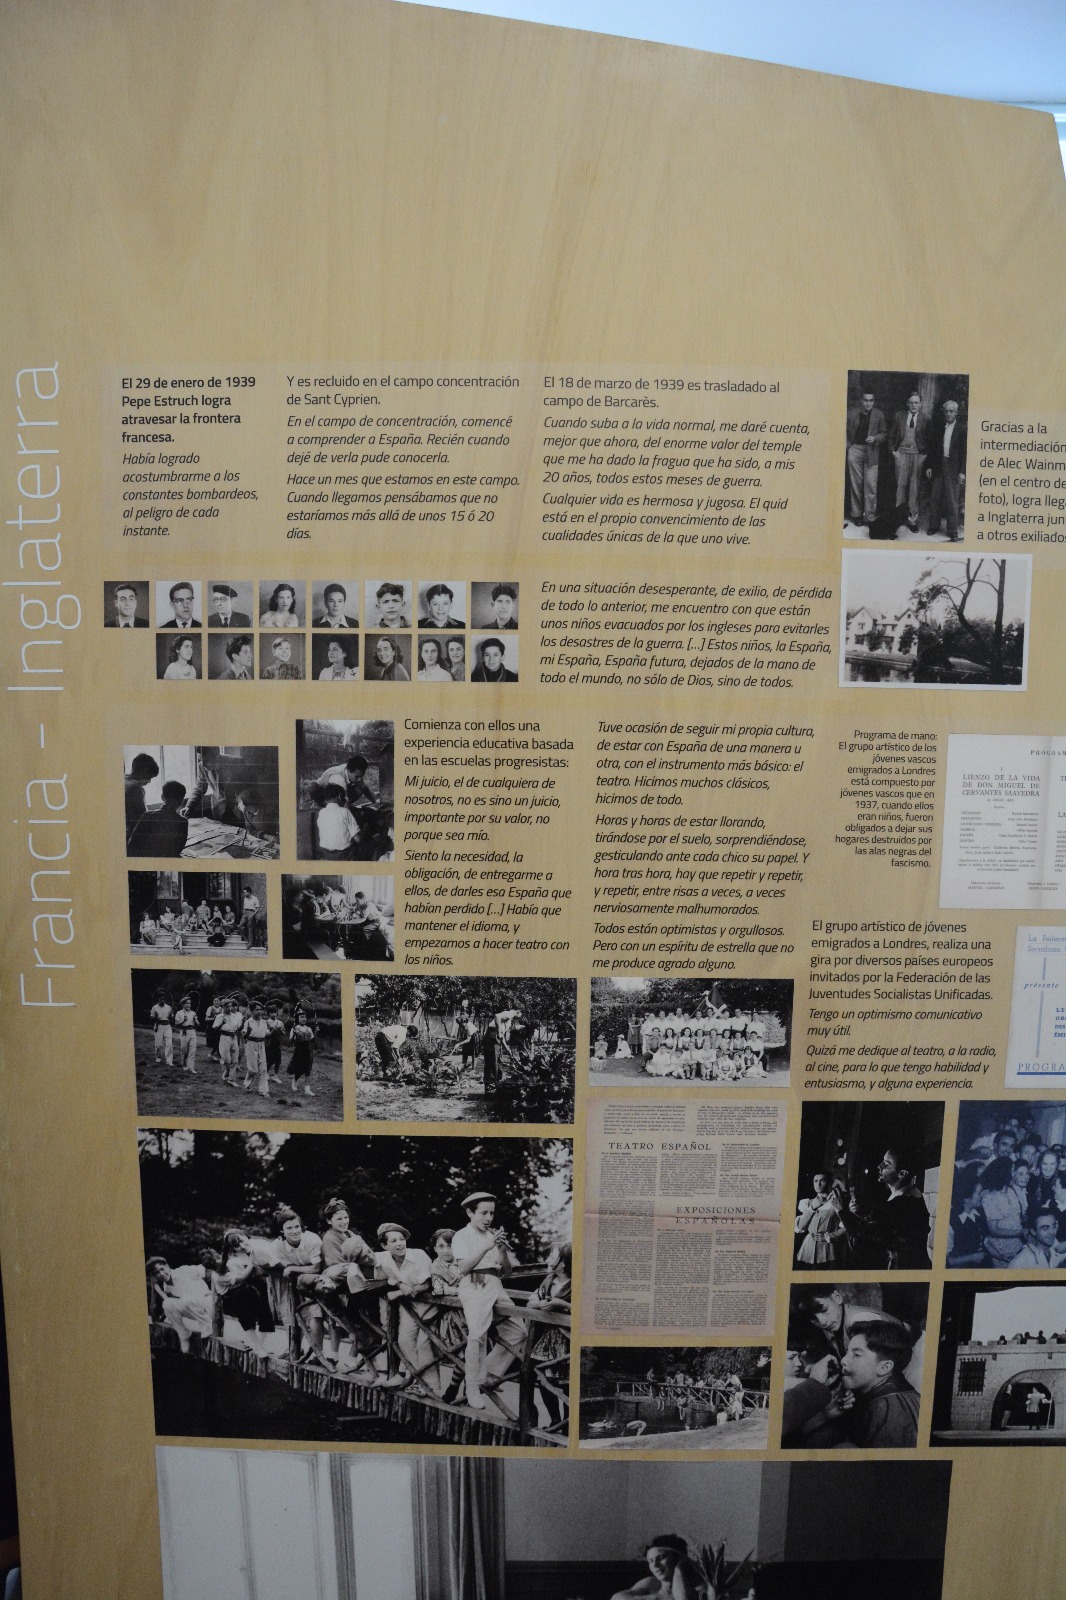 Francia - Inglaterra
El 29 de enero de 1939
Pepe Estruch logra
atravesar la frontera
francesa.
Había logrado
acostumbrarme a los
constantes bombardeos,
al peligro de cada
instante.
Y es recluido en el campo concentración
de Sant Cyprien.
En el campo de concentración, comencé
a comprender a España. Recién cuando
dejé de verla pude conocerla.
Hace un mes que estamos en este campo.
Cuando llegamos pensábamos que no
estaríamos más allá de unos 15 ó 20
días.
El 18 de marzo de 1939 es trasladado al
campo de Barcarès.
Cuando suba a la vida normal, me daré cuenta,
mejor que ahora, del enorme valor del temple
que me ha dado la fragua que ha sido, a mis
20 años, todos estos meses de guerra.
Cualquier vida es hermosa y jugosa. El quid
está en el propio convencimiento de las
cualidades únicas de la que uno vive.
Gracias a la
intermediación
de Alec Wainm
(en el centro de
foto), logra lleg
a Inglaterra jun
a otros exiliados
En una situación desesperante, de exilio, de pérdida
de todo lo anterior, me encuentro con que están
unos niños evacuados por los ingleses para evitarles
los desastres de la guerra. [...] Estos niños, la España,
mi España, España futura, dejados de la mano de
todo el mundo, no sólo de Dios, sino de todos.
Comienza con ellos una
experiencia educativa basada
en las escuelas progresistas:
Mi juicio, el de cualquiera de
nosotros, no es sino un juicio,
importante por su valor, no
porque sea mío.
Siento la necesidad, la
obligación, de entregarme a
ellos, de darles esa España que
habían perdido [...] Había que
mantener el idioma, y
empezamos a hacer teatro con
los niños.
Tuve ocasión de seguir mi propia cultura,
de estar con España de una manera u
otra, con el instrumento más básico: el
teatro. Hicimos muchos clásicos,
hicimos de todo.
Horas y horas de estar llorando,
tirándose por el suelo, sorprendiéndose,
gesticulando ante cada chico su papel. Y
hora tras hora, hay que repetir y repetir,
y repetir, entre risas a veces, a veces
nerviosamente malhumorados.
Todos están optimistas y orgullosos.
Pero con un espíritu de estrella que no
me produce agrado alguno.
Programa de mano:
El grupo artístico de los
jóvenes vascos
emigrados a Londres
está compuesto por
jóvenes vascos que en
1937, cuando ellos
eran niños, fueron
obligados a dejar sus
hogares destruidos por
las alas negras del
fascismo.
PROGRAM
I
LIENZO DE LA VIDA
DE DON MIGUEL DE
CERVANTES SAAVEDRA
El grupo artístico de jóvenes
emigrados a Londres, realiza una
gira por diversos países europeos
invitados por la Federación de las
Juventudes Socialistas Unificadas.
Tengo un optimismo comunicativo
muy útil.
Quizá me dedique al teatro, a la radio,
al cine, para lo que tengo habilidad y
entusiasmo, y alguna experiencia.
La Federa
Socialistes
présente
PROGRA
TEATRO ESPAÑOL
EXPOSICIONES
ESPAÑOLAS